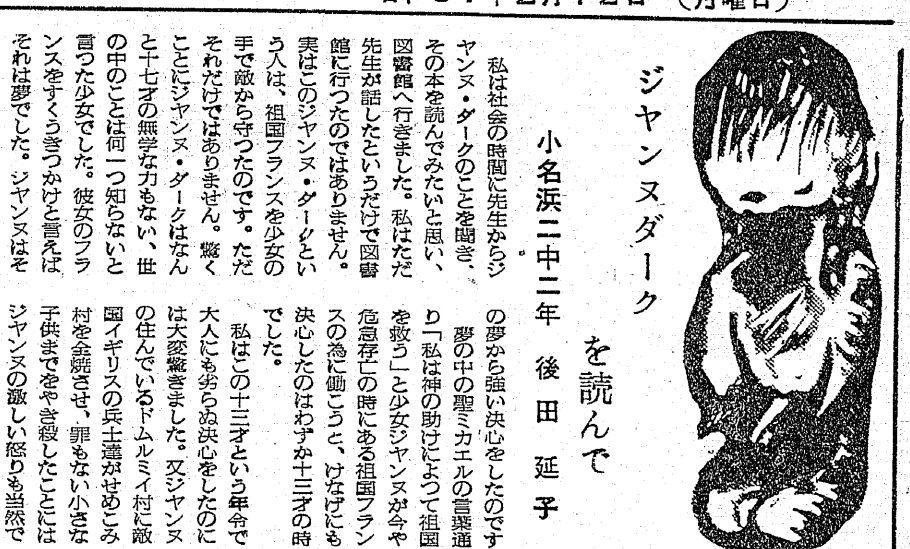 (月曜日)
ジャンヌダーク
を読んで
小名浜二中二年 後田 延子
私は社会の時間に先生からジ
ヤンヌ・ダークのことを聞き、
その本を読んでみたいと思い、
図書館へ行きました。私はただ
先生が話したというだけで図書
館に行つたのではありません。
実はこのジャンヌ・ダークとい
う人は、祖国フランスを少女の
手で敵から守つたのです。ただ
それだけではありません。驚く
ことにジャンヌ・ダークはなん
と十七才の無学な力もない、世
の中のことは何一つ知らないと
言つた少女でした。彼女のフラ
ンスをすくうきつかけと言えば
それは夢でした。ジャンヌはそ
の夢から強い決心をしたのです
夢の中の聖ミカエルの言葉通
り「私は神の助けによつて祖国
を救う」と少女ジャンヌが今や
危急存亡の時にある祖国フラン
スの為に働こうと、けなげにも
決心したのはわずか十三才の時
でした。
私はこの十三才という年令で
大人にも劣らぬ決心をしたのに
は大変驚きました。又ジャンヌ
の住んでいるドムルミイ村に敵
国イギリスの兵士達がせめこみ
村を全焼させ、罪もない小さな
子供までをやき殺したことには
ジャンヌの激しい怒りも当然で